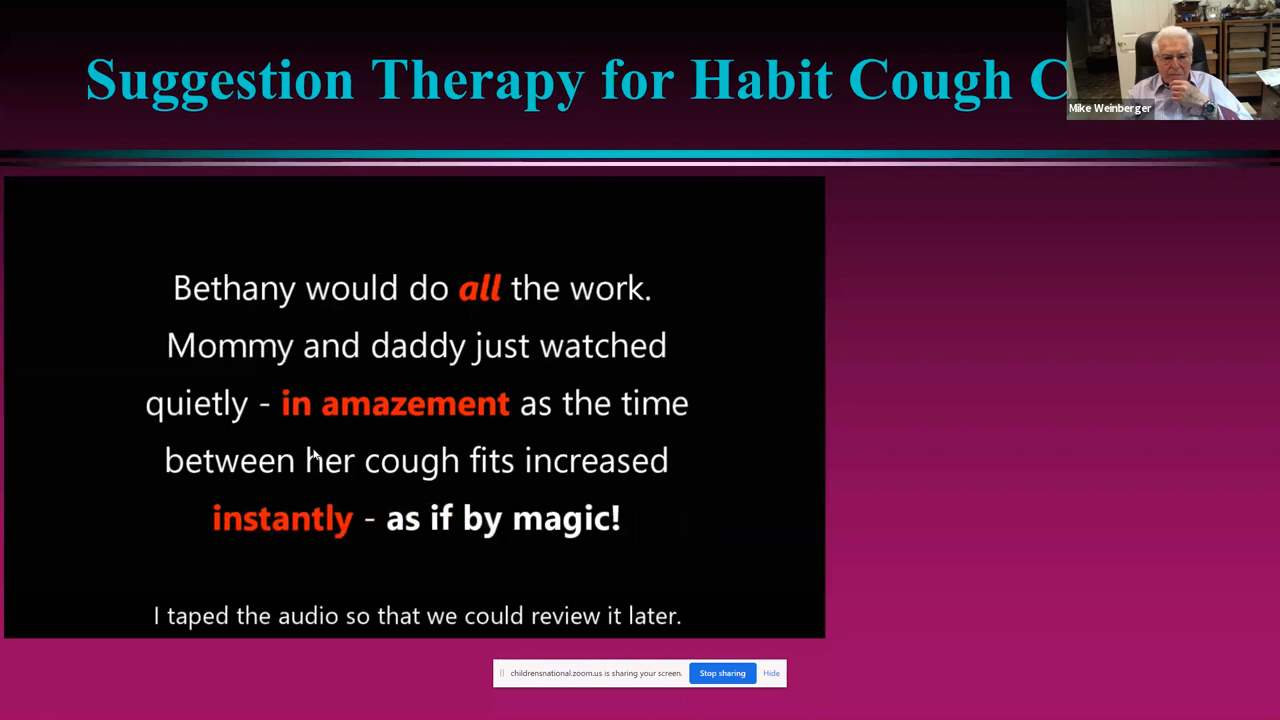 Suggestion Therapy for Habit Cough C
Mike Weinberger
Bethany would do all the work.
Mommy and daddy just watched
quietly - in amazement as the time
between her cough fits increased
instantly - as if by magic!
I taped the audio so that we could review it later.
childrensnational.zoom.us is sharing your screen.
Stop sharing
Hide